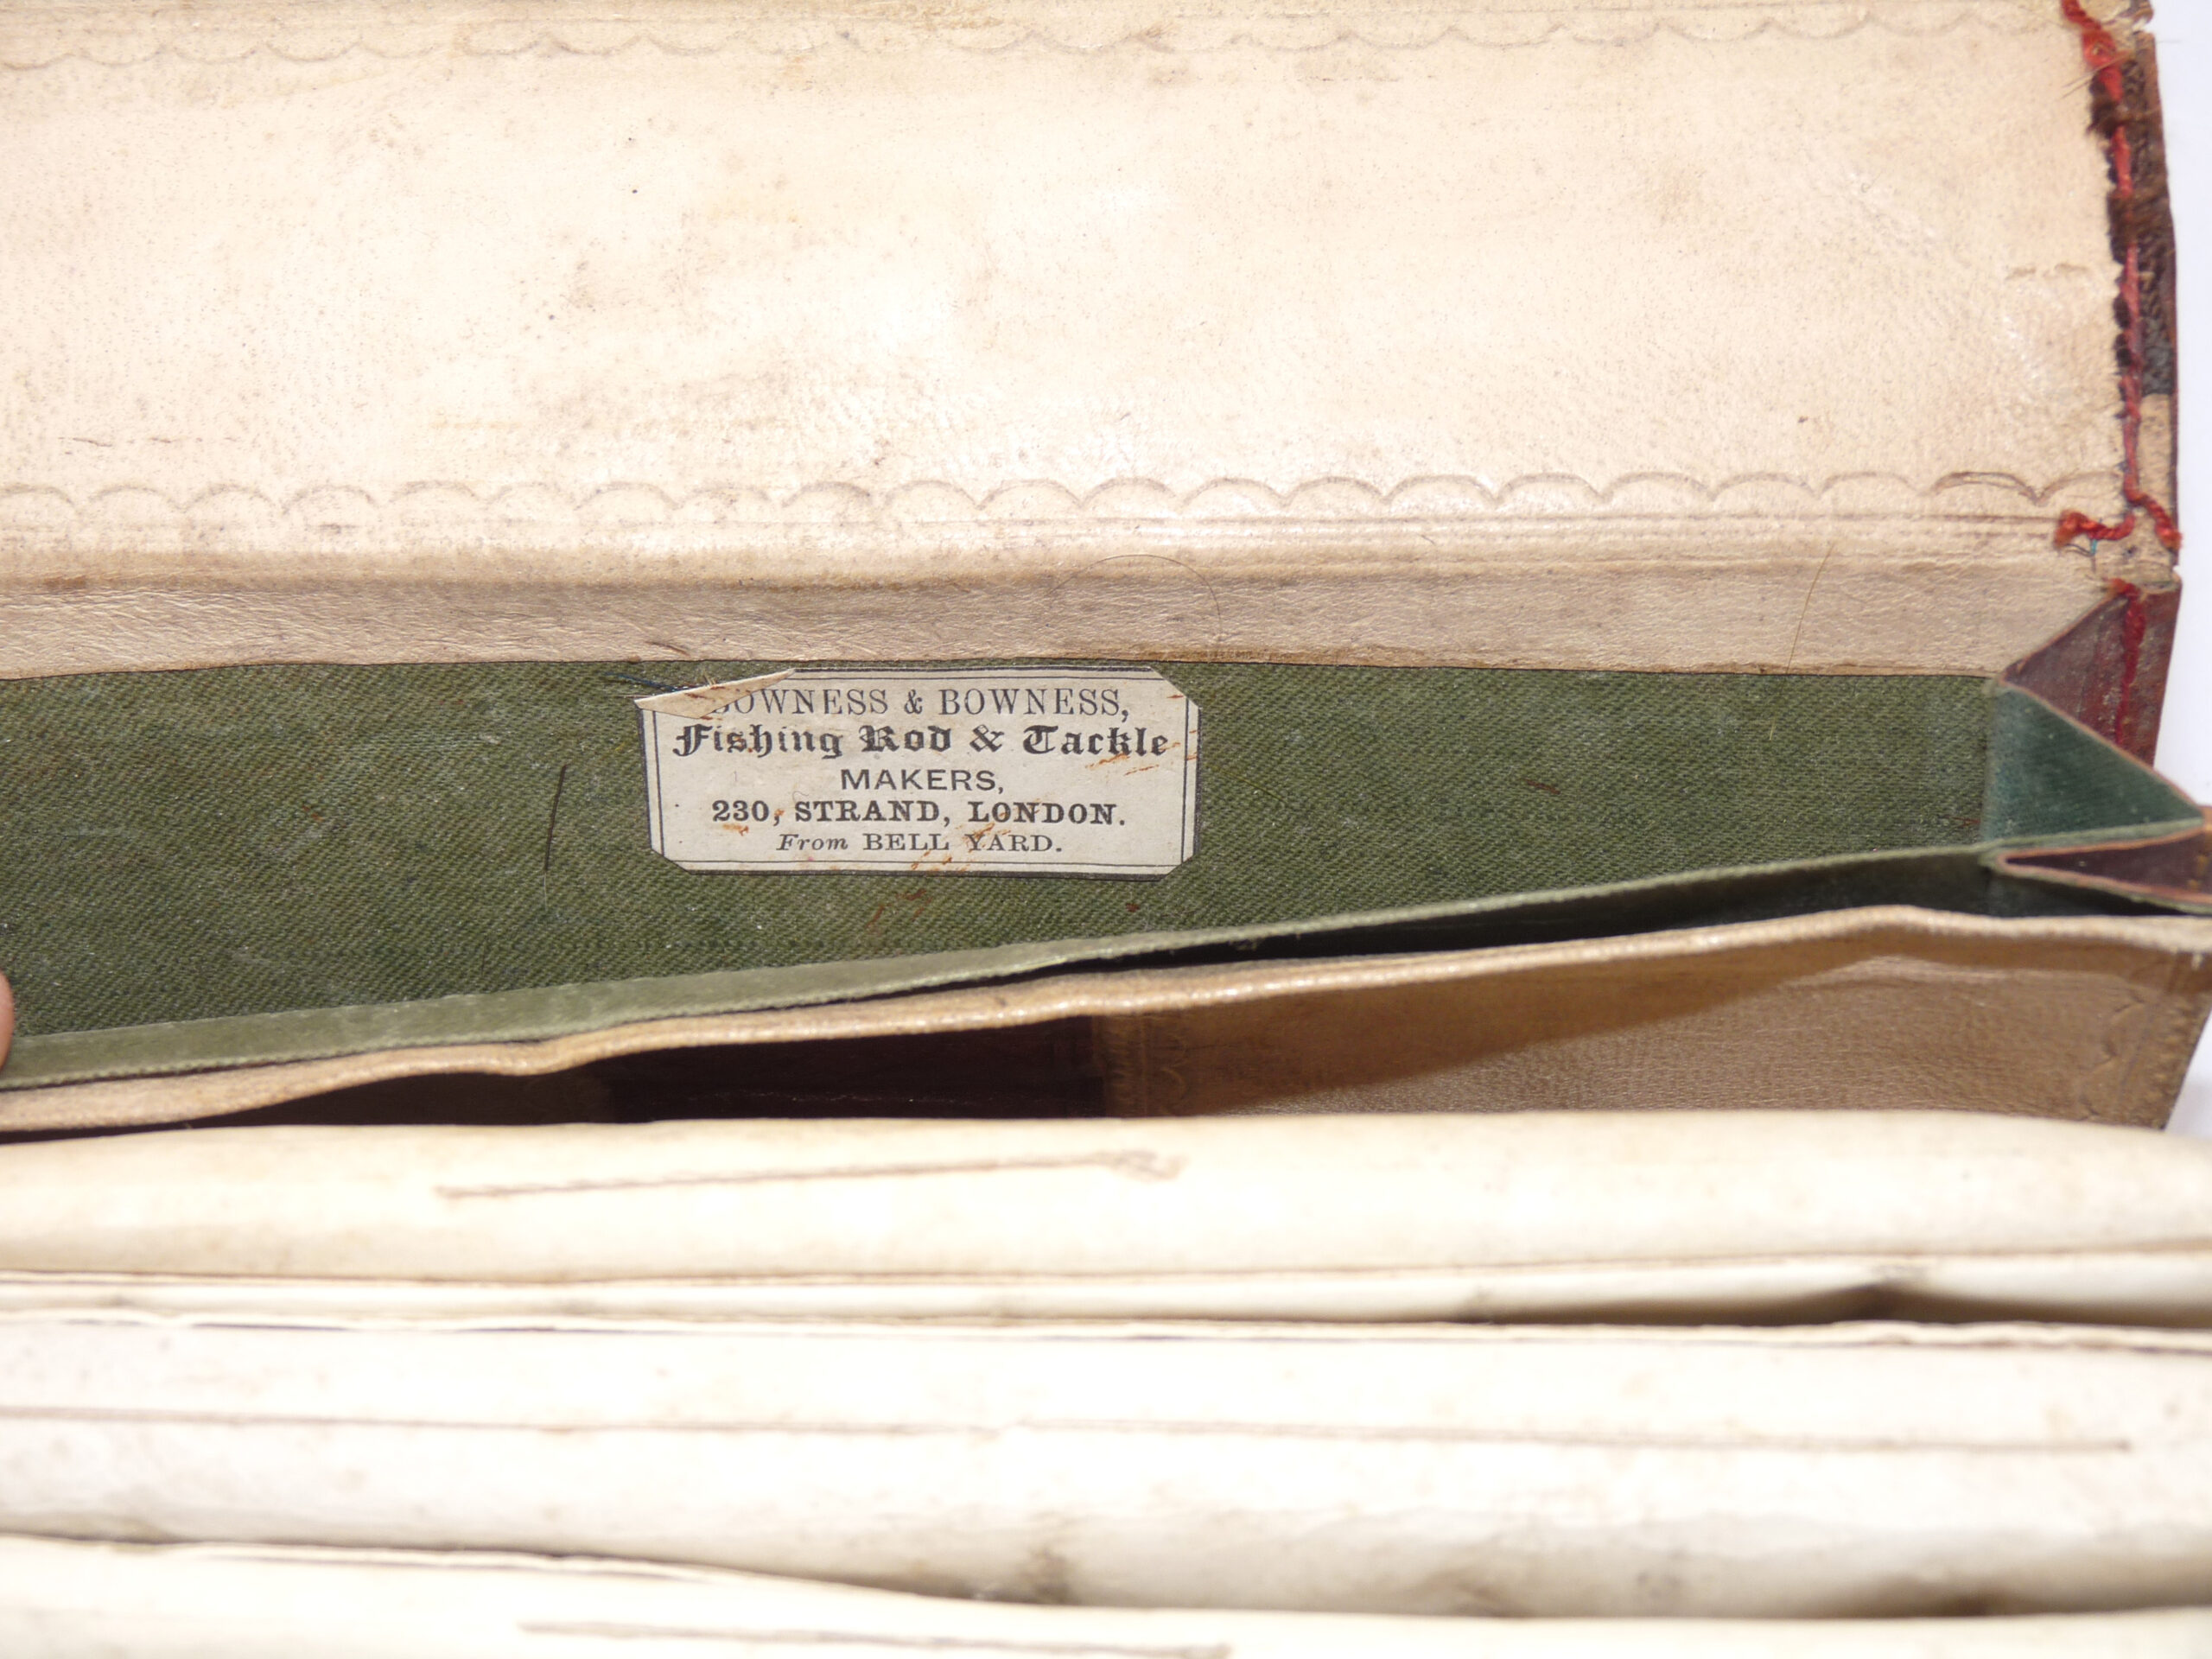 BOWNESS & BOWNESS,
Fishing Rod & Tackle
MAKERS,
230, STRAND, LONDON.
From BELL YARD.